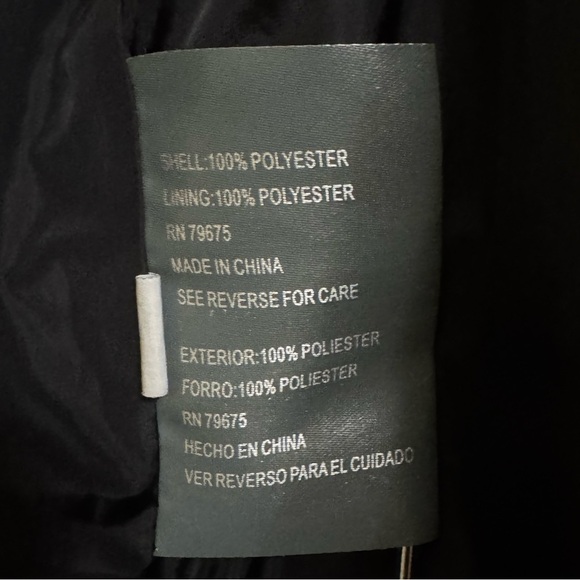 SHELL:100% POLYESTER
LINING:100% POLYESTER
RN 79675
MADE IN CHINA
SEE REVERSE FOR CARE
EXTERIOR:100% POLIESTER
FORRO:100% POLIESTER
RN 79675
HECHO EN CHINA
VER REVERSO PARA EL CUIDADO